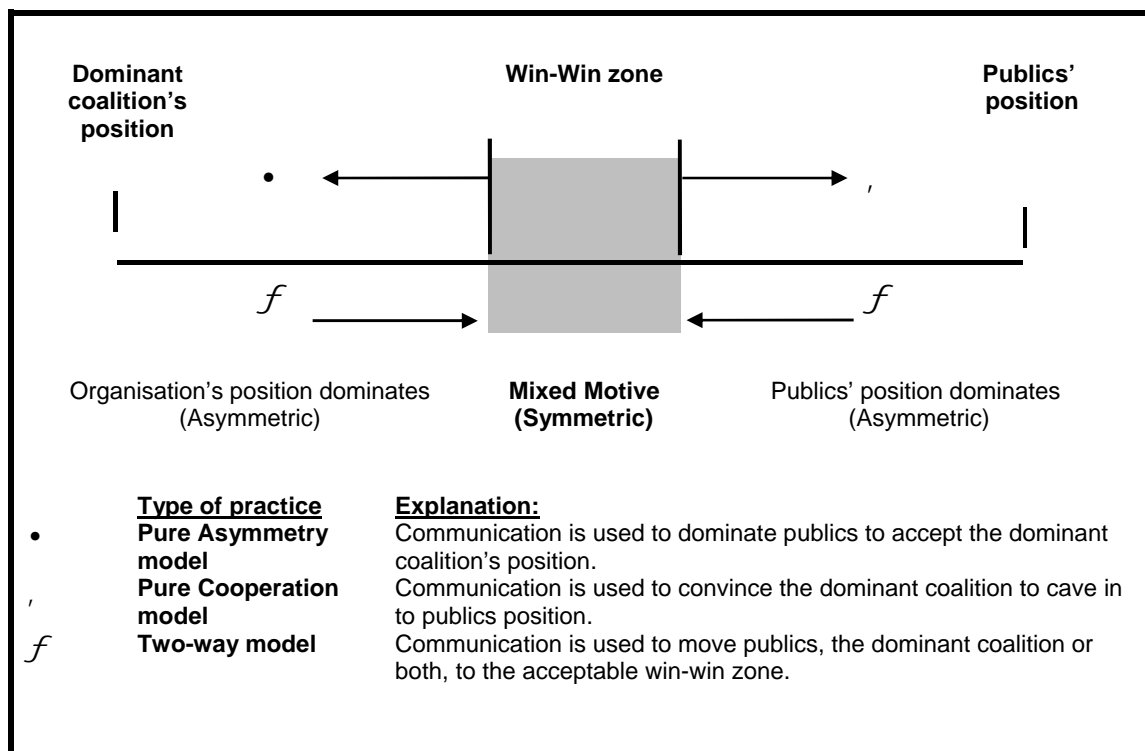 Dominant coalition’s position
Win-Win zone
Publics’ position
•
,
ƒ
ƒ
Organisation’s position dominates
(Asymmetric)
Mixed Motive
(Symmetric)
Publics’ position dominates
(Asymmetric)
Type of practice
Explanation:
•
Pure Asymmetry
model
Communication is used to dominate publics to accept the dominant
coalition’s position.
,
Pure Cooperation
model
Communication is used to convince the dominant coalition to cave in
to publics position.
ƒ
Two-way model
Communication is used to move publics, the dominant coalition or
both, to the acceptable win-win zone.